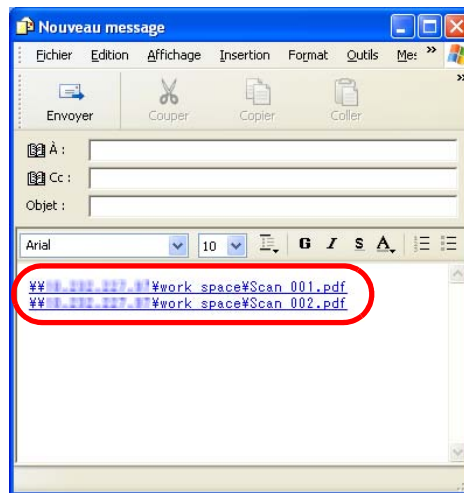 Nouveau message
Fichier Edition Affichage Insertion Format Outils Me: »
»
Envoyer Couper Copier Coller
À :
Cc :
Objet :
Arial 10 G I S A
¥¥ ¥work space¥Scan 001.pdf
¥¥ ¥work space¥Scan 002.pdf